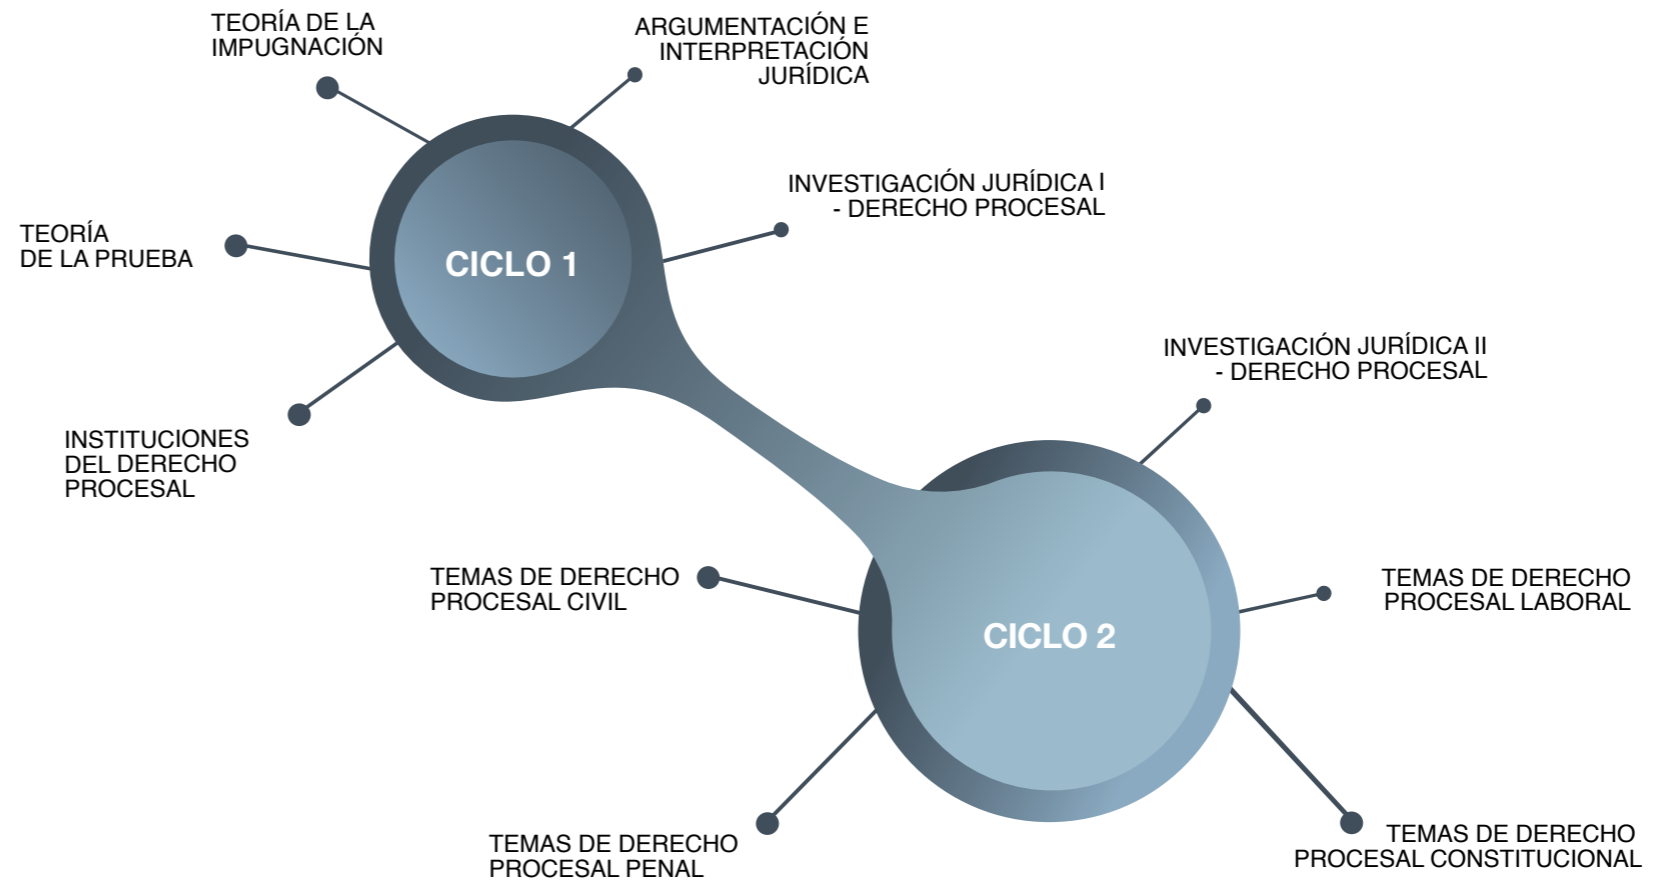 TEORÍA DE LA
IMPUGNACIÓN
ARGUMENTACIÓN E
INTERPRETACIÓN
JURÍDICA
INVESTIGACIÓN JURÍDICA I
- DERECHO PROCESAL
TEORÍA
DE LA PRUEBA
CICLO 1
INSTITUCIONES
DEL DERECHO
PROCESAL
INVESTIGACIÓN JURÍDICA II
- DERECHO PROCESAL
TEMAS DE DERECHO
PROCESAL CIVIL
TEMAS DE DERECHO
PROCESAL LABORAL
CICLO 2
TEMAS DE DERECHO
PROCESAL PENAL
TEMAS DE DERECHO
PROCESAL CONSTITUCIONAL